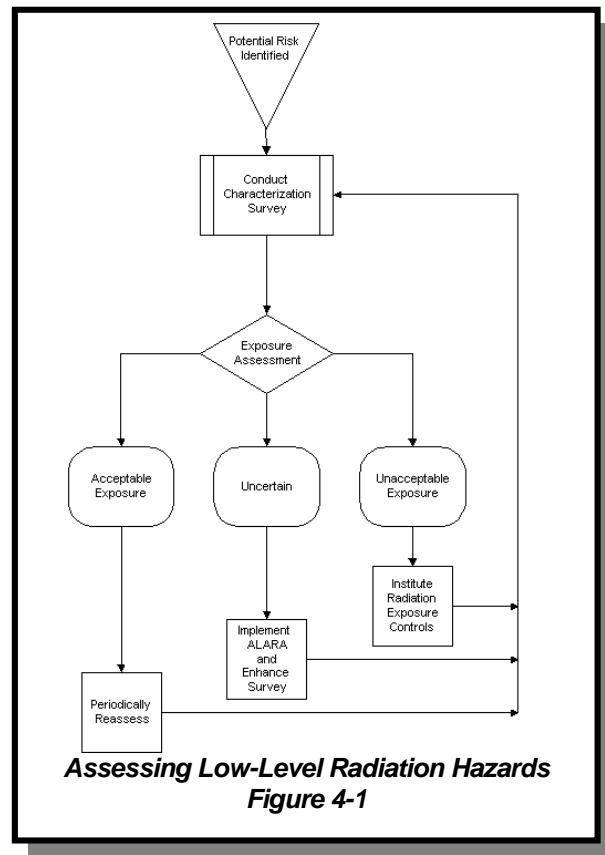 Potential Risk
Identified
Conduct
Characterization
Survey
Exposure
Assessment
Acceptable
Exposure
Uncertain
Unacceptable
Exposure
Institute
Radiation
Exposure
Controls
Implement
ALARA
and
Enhance
Survey
Periodically
Reassess
Assessing Low-Level Radiation Hazards
Figure 4-1